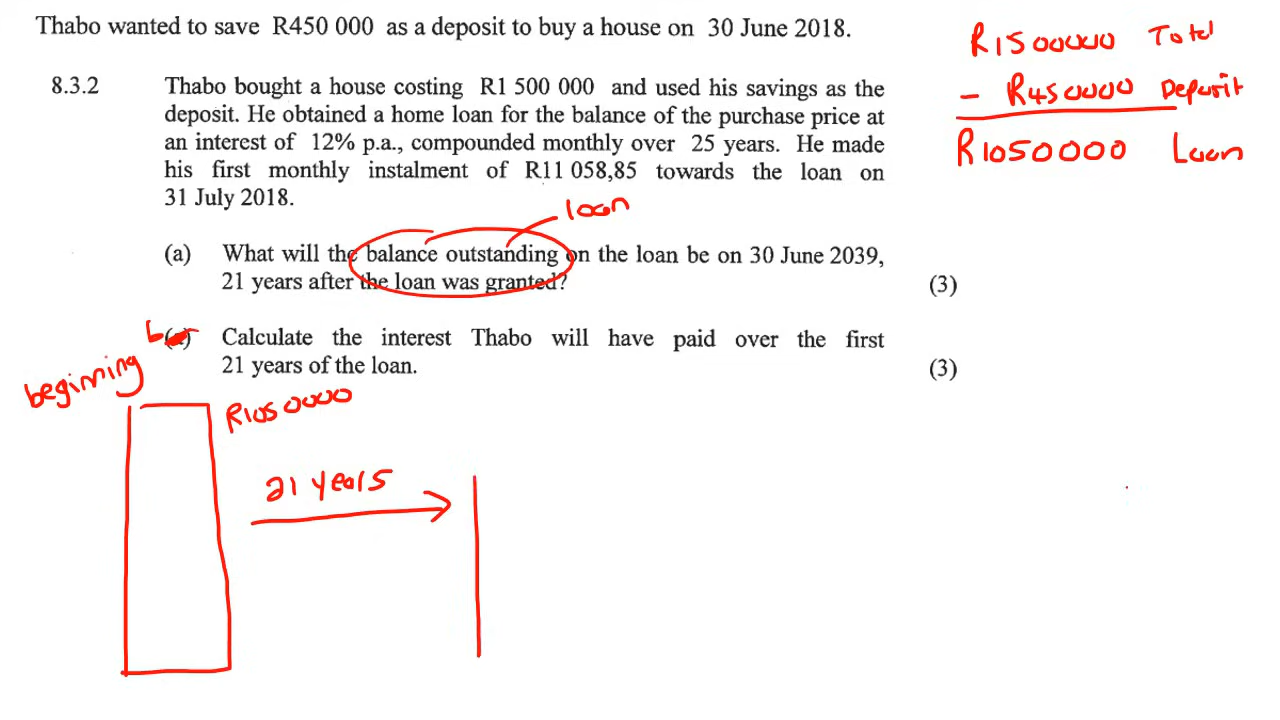 Thabo wanted to save R450 000 as a deposit to buy a house on 30 June 2018.
R1500000 Total
- R450000 Deposit
R1050000 Loan
8.3.2 Thabo bought a house costing R1 500 000 and used his savings as the
deposit. He obtained a home loan for the balance of the purchase price at
an interest of 12% p.a., compounded monthly over 25 years. He made
his first monthly instalment of R11 058,85 towards the loan on
31 July 2018.
loan
(a) What will the balance outstanding on the loan be on 30 June 2039,
21 years after the loan was granted? (3)
b Calculate the interest Thabo will have paid over the first
21 years of the loan. (3)
beginning
R1050000
21 years